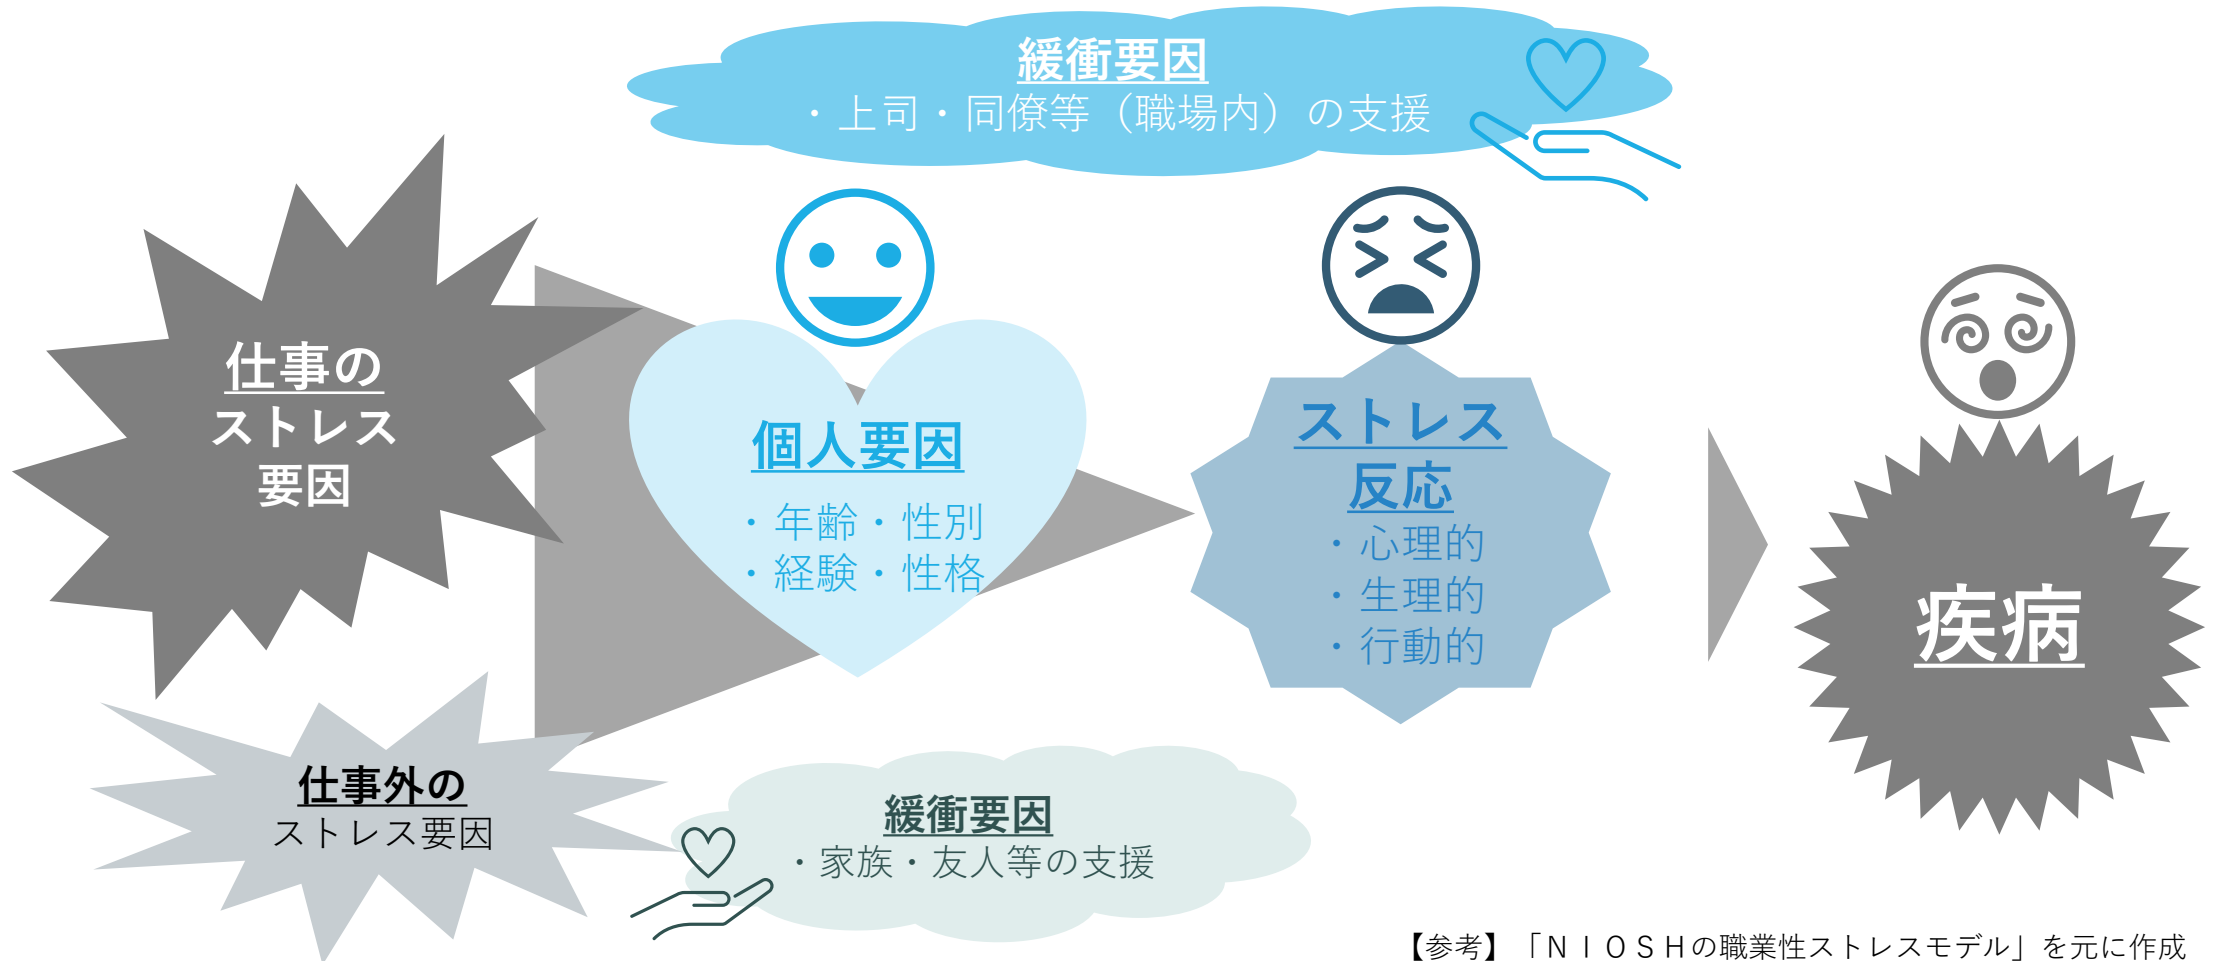 緩衝要因
・上司・同僚等（職場内）の支援
仕事の
ストレス
要因
個人要因
・年齢・性別
・経験・性格
ストレス
反応
・心理的
・生理的
・行動的
疾病
仕事外の
ストレス要因
緩衝要因
・家族・友人等の支援
【参考】「ＮＩＯＳＨの職業性ストレスモデル」を元に作成